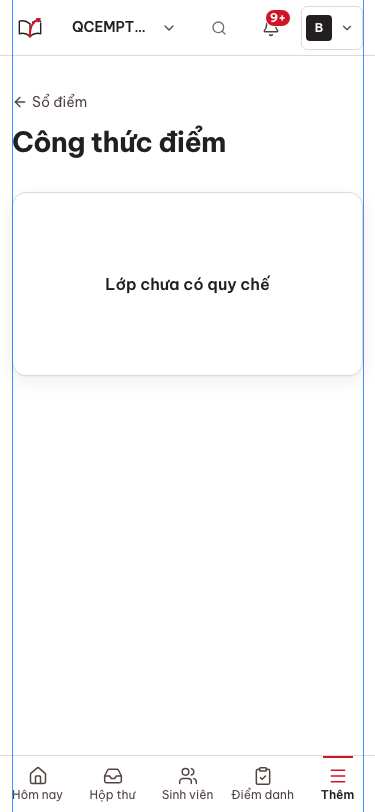 QCEMPT...
9+
B
Sổ điểm
Công thức điểm
Lớp chưa có quy chế
Hôm nay
Hộp thư
Sinh viên
Điểm danh
Thêm